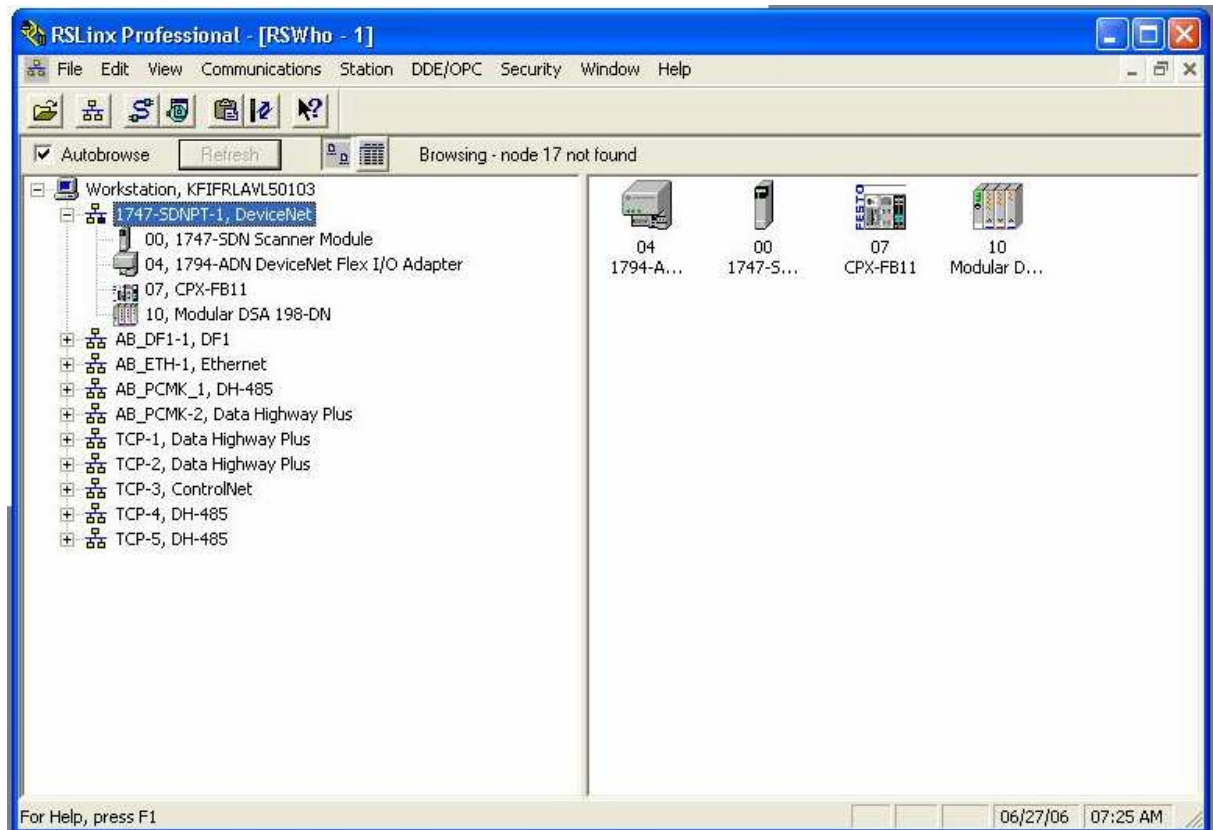 RSLinx Professional - [RSWho - 1]
File Edit View Communications Station DDE/OPC Security Window Help
Autobrowse Refresh Browsing - node 17 not found
Workstation, KFIFRLAVL50103
1747-SDNPT-1, DeviceNet
00, 1747-SDN Scanner Module
04, 1794-ADN DeviceNet Flex I/O Adapter
07, CPX-FB11
10, Modular DSA 198-DN
AB_DF1-1, DF1
AB_ETH-1, Ethernet
AB_PCMK_1, DH-485
AB_PCMK-2, Data Highway Plus
TCP-1, Data Highway Plus
TCP-2, Data Highway Plus
TCP-3, ControlNet
TCP-4, DH-485
TCP-5, DH-485
FESTO
04 00 07 10
1794-A... 1747-S... CPX-FB11 Modular D...
For Help, press F1 06/27/06 07:25 AM